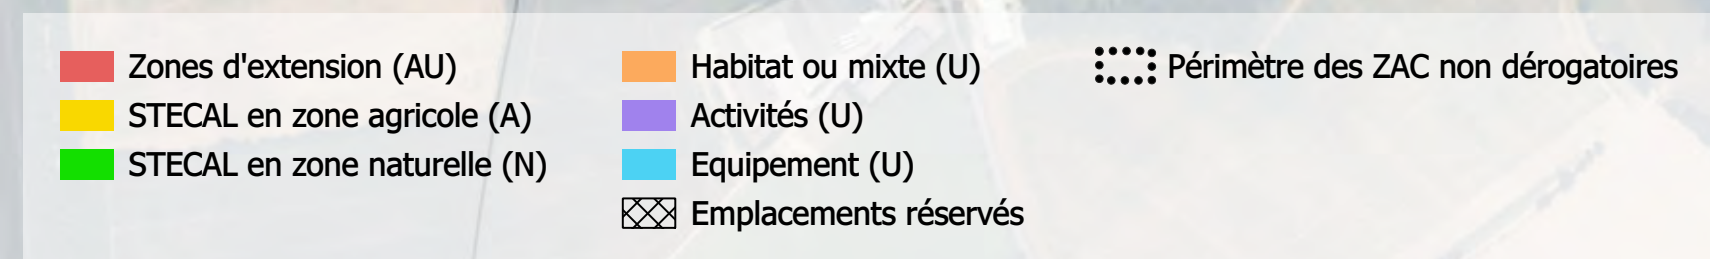 Zones d'extension (AU)
STECAL en zone agricole (A)
STECAL en zone naturelle (N)
Habitat ou mixte (U)
Activités (U)
Equipement (U)
Emplacements réservés
Périmètre des ZAC non dérogatoires